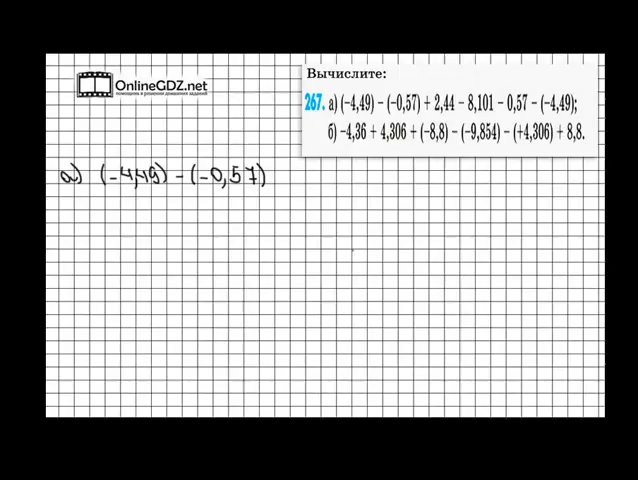 OnlineGDZ.net
помощник в решении домашних заданий
Вычислите:
267. а) (−4,49) − (−0,57) + 2,44 − 8,101 − 0,57 − (−4,49);
б) −4,36 + 4,306 + (−8,8) − (−9,854) − (+4,306) + 8,8.
а) (−4,49) − (−0,57)